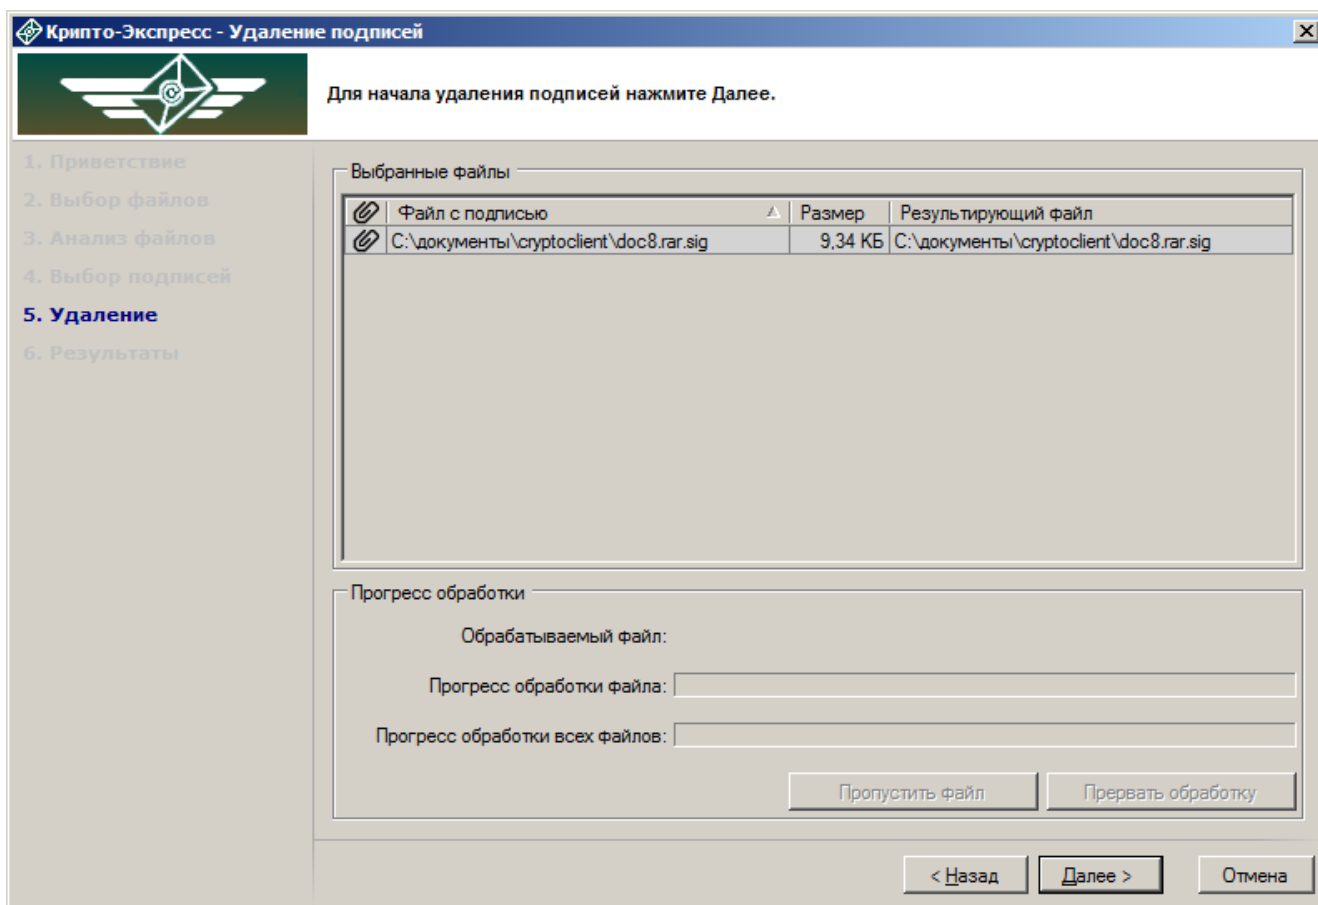 Крипто-Экспресс - Удаление подписей
Для начала удаления подписей нажмите Далее.
1. Приветствие
2. Выбор файлов
3. Анализ файлов
4. Выбор подписей
5. Удаление
6. Результаты
Выбранные файлы
Файл с подписью Размер Результирующий файл
C:\документы\cryptoclient\doc8.rar.sig 9,34 КБ C:\документы\cryptoclient\doc8.rar.sig
Прогресс обработки
Обрабатываемый файл:
Прогресс обработки файла:
Прогресс обработки всех файлов:
Пропустить файл Прервать обработку
< Назад Далее > Отмена